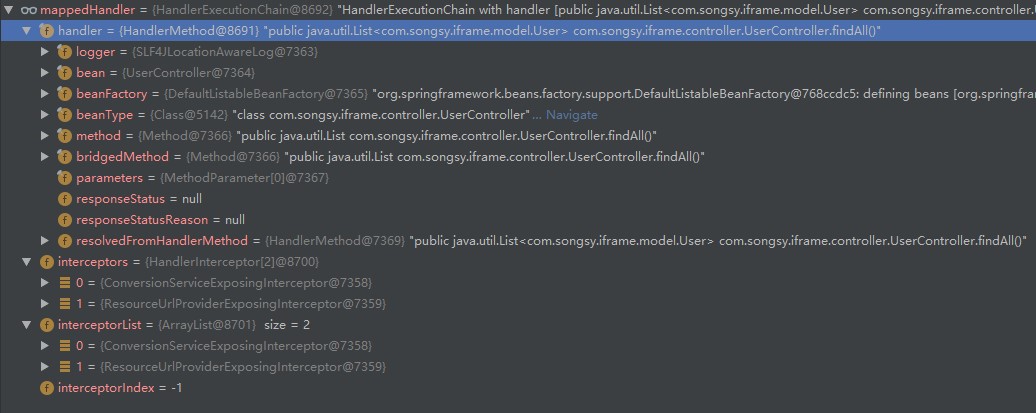 mappedHandler = {HandlerExecutionChain@8692} "HandlerExecutionChain with handler [public java.util.List<com.songsy.iframe.model.User> com.songsy.iframe.controller.U
handler = {HandlerMethod@8691} "public java.util.List<com.songsy.iframe.model.User> com.songsy.iframe.controller.UserController.findAll()"
logger = {SLF4JLocationAwareLog@7363}
bean = {UserController@7364}
beanFactory = {DefaultListableBeanFactory@7365} "org.springframework.beans.factory.support.DefaultListableBeanFactory@768ccdc5: defining beans [org.springfra
beanType = {Class@5142} "class com.songsy.iframe.controller.UserController"... Navigate
method = {Method@7366} "public java.util.List com.songsy.iframe.controller.UserController.findAll()"
bridgedMethod = {Method@7366} "public java.util.List com.songsy.iframe.controller.UserController.findAll()"
parameters = {MethodParameter[0]@7367}
responseStatus = null
responseStatusReason = null
resolvedFromHandlerMethod = {HandlerMethod@7369} "public java.util.List<com.songsy.iframe.model.User> com.songsy.iframe.controller.UserController.findAll()"
interceptors = {HandlerInterceptor[2]@8700}
0 = {ConversionServiceExposingInterceptor@7358}
1 = {ResourceUrlProviderExposingInterceptor@7359}
interceptorList = {ArrayList@8701} size = 2
0 = {ConversionServiceExposingInterceptor@7358}
1 = {ResourceUrlProviderExposingInterceptor@7359}
interceptorIndex = -1